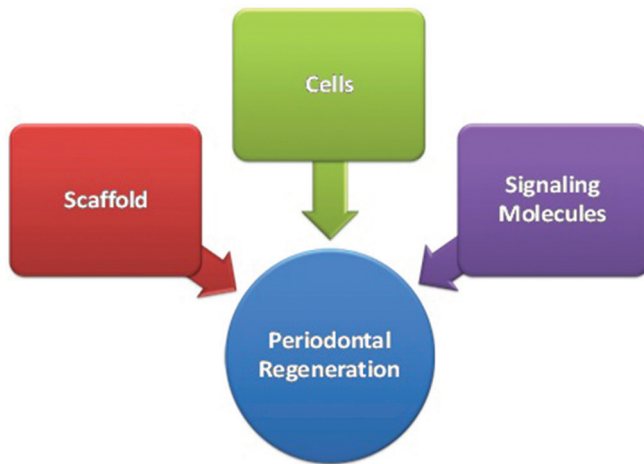 Cells
Scaffold
Signaling
Molecules
Periodontal
Regeneration